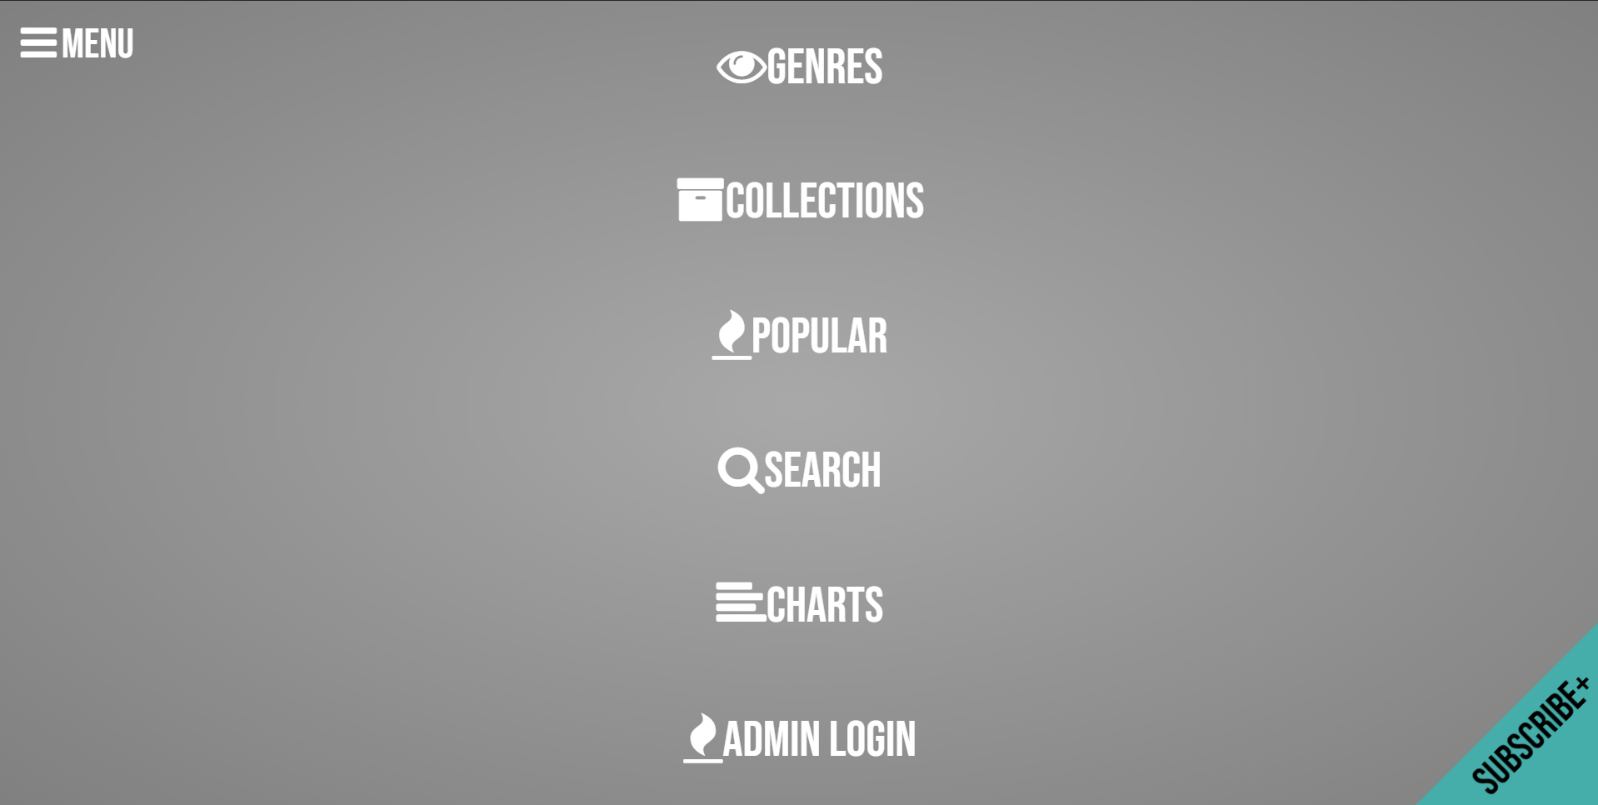 MENU
GENRES
COLLECTIONS
POPULAR
SEARCH
CHARTS
ADMIN LOGIN
SUBSCRIBE+